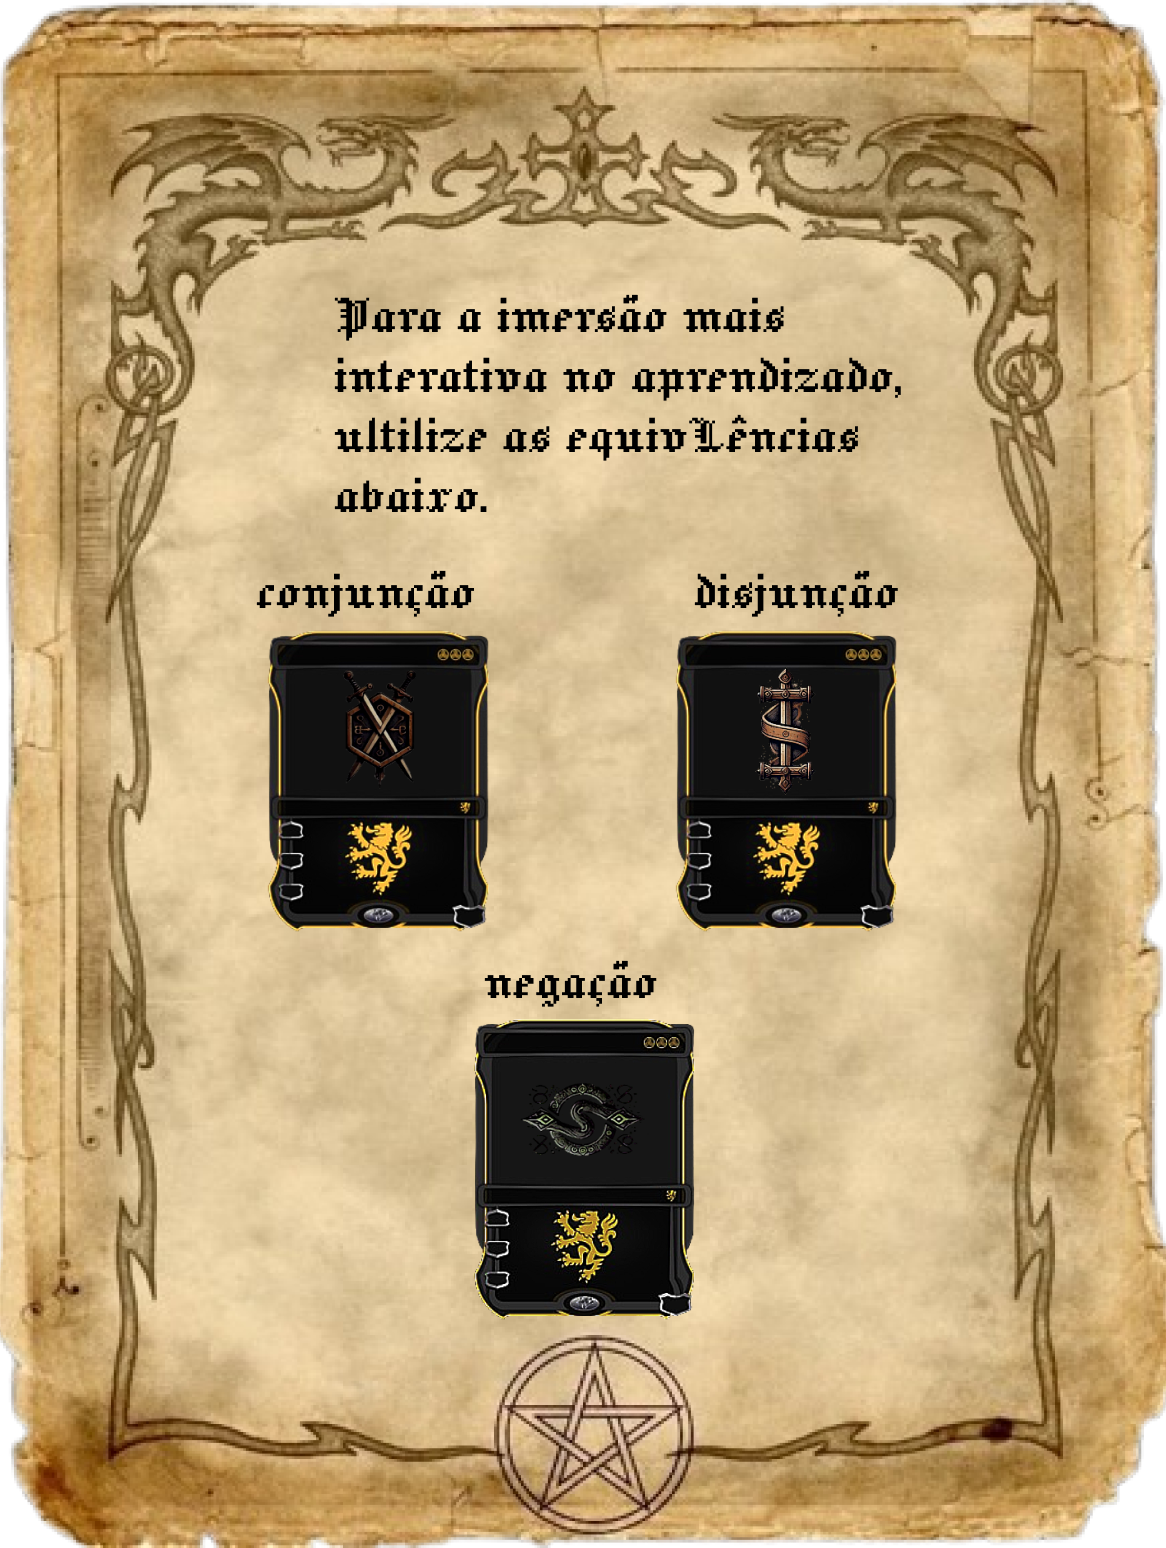 Para a imersão mais
interativa no aprendizado,
ultilize as equivLências
abaixo.
conjunção
disjunção
negação